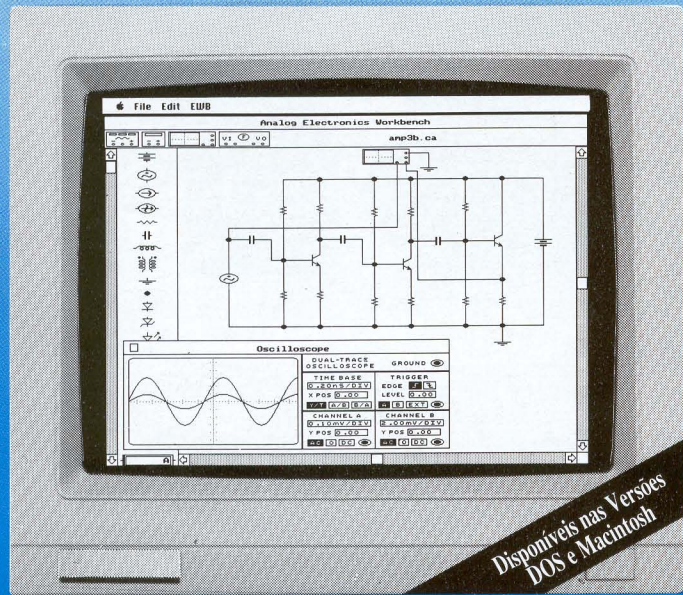 File Edit EWB
Analog Electronics Workbench
VI VO
amp3b.ca
Oscilloscope
DUAL-TRACE
OSCILLOSCOPE
GROUND
TIME BASE
0.20ms/DIV
X POS 0.00
Y/T A/B B/A
TRIGGER
EDGE
LEVEL 0.00
A B EXT
CHANNEL A
0.10mV/DIV
Y POS 0.00
AC 0 DC
CHANNEL B
2.00mV/DIV
Y POS 0.00
AC 0 DC
A
Disponíveis nas Versões
DOS e Macintosh